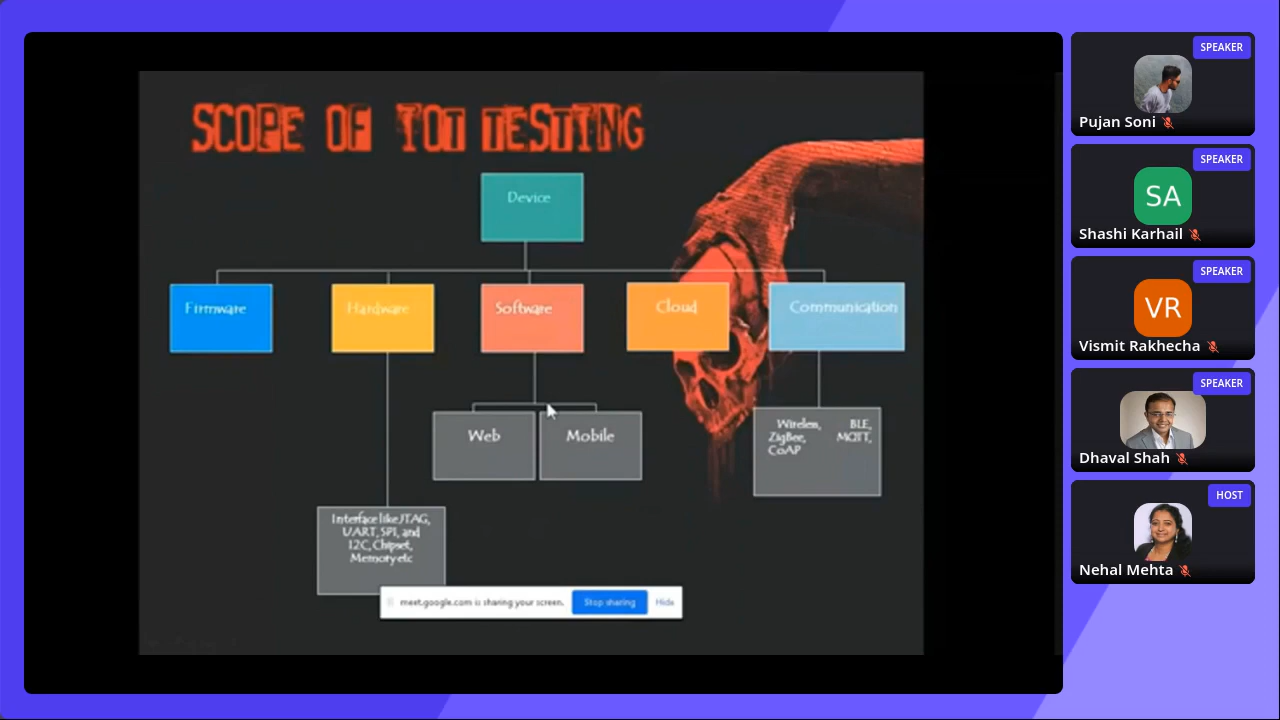 SCOPE OF IOT TESTING
Device
Firmware
Hardware
Software
Cloud
Communication
Web
Mobile
Wireless, BLE,
ZigBee, MQTT,
CoAP
Interface like JTAG,
UART, SPI, and
I2C, Chipset,
Memory etc
meet.google.com is sharing your screen.
Stop sharing
Hide
SPEAKER
Pujan Soni
SPEAKER
SA
Shashi Karhail
SPEAKER
VR
Vismit Rakhecha
SPEAKER
Dhaval Shah
HOST
Nehal Mehta